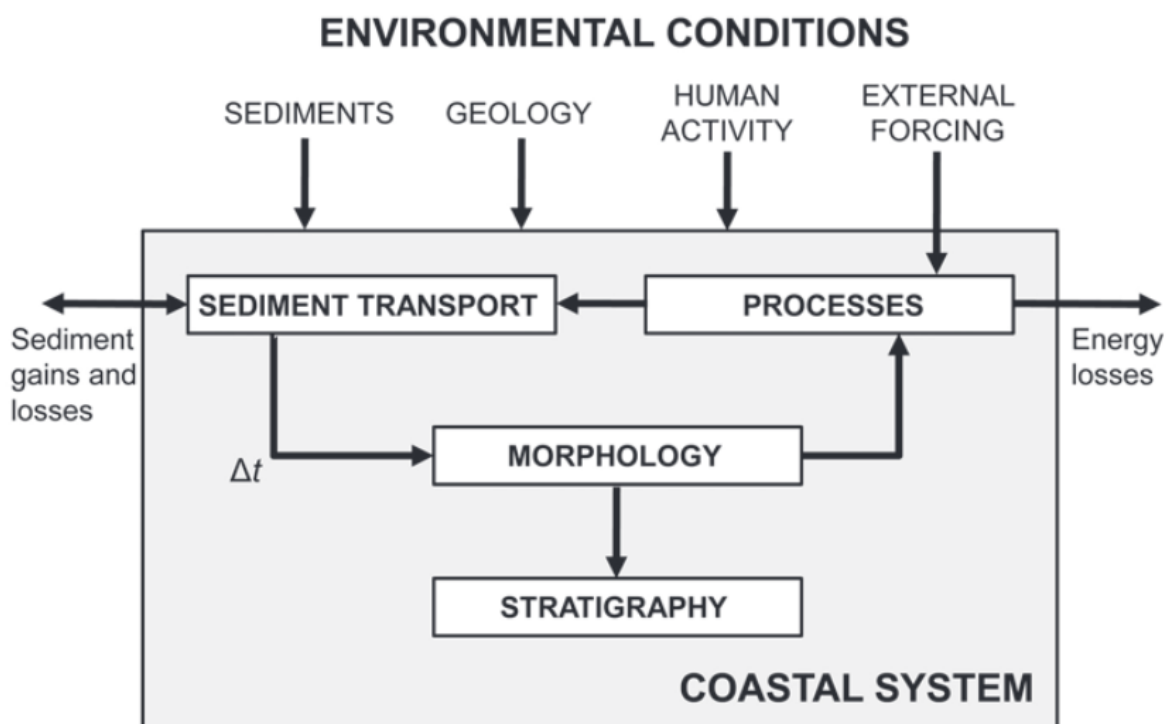 ENVIRONMENTAL CONDITIONS
SEDIMENTS
GEOLOGY
HUMAN
ACTIVITY
EXTERNAL
FORCING
SEDIMENT TRANSPORT
PROCESSES
Sediment
gains and
losses
Energy
losses
Δt
MORPHOLOGY
STRATIGRAPHY
COASTAL SYSTEM